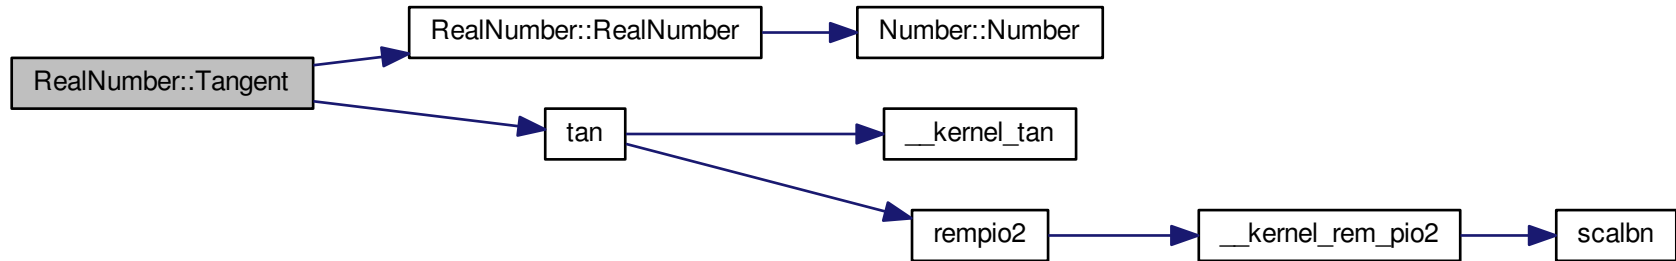 RealNumber::RealNumber
Number::Number
RealNumber::Tangent
tan
__kernel_tan
rempio2
__kernel_rem_pio2
scalbn